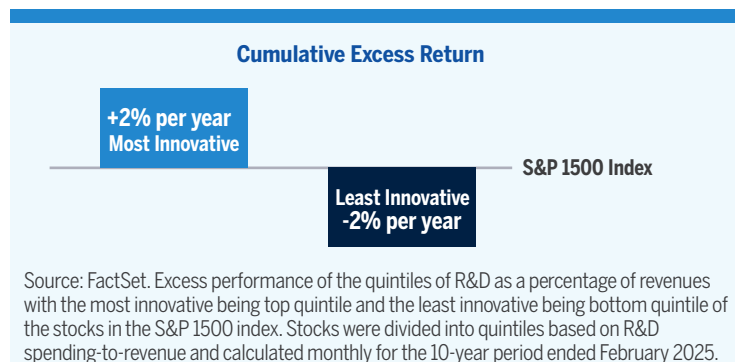 Cumulative Excess Return
+2% per year
Most Innovative
S&P 1500 Index
Least Innovative
-2% per year
Source: FactSet. Excess performance of the quintiles of R&D as a percentage of revenues
with the most innovative being top quintile and the least innovative being bottom quintile of
the stocks in the S&P 1500 index. Stocks were divided into quintiles based on R&D
spending-to-revenue and calculated monthly for the 10-year period ended February 2025.